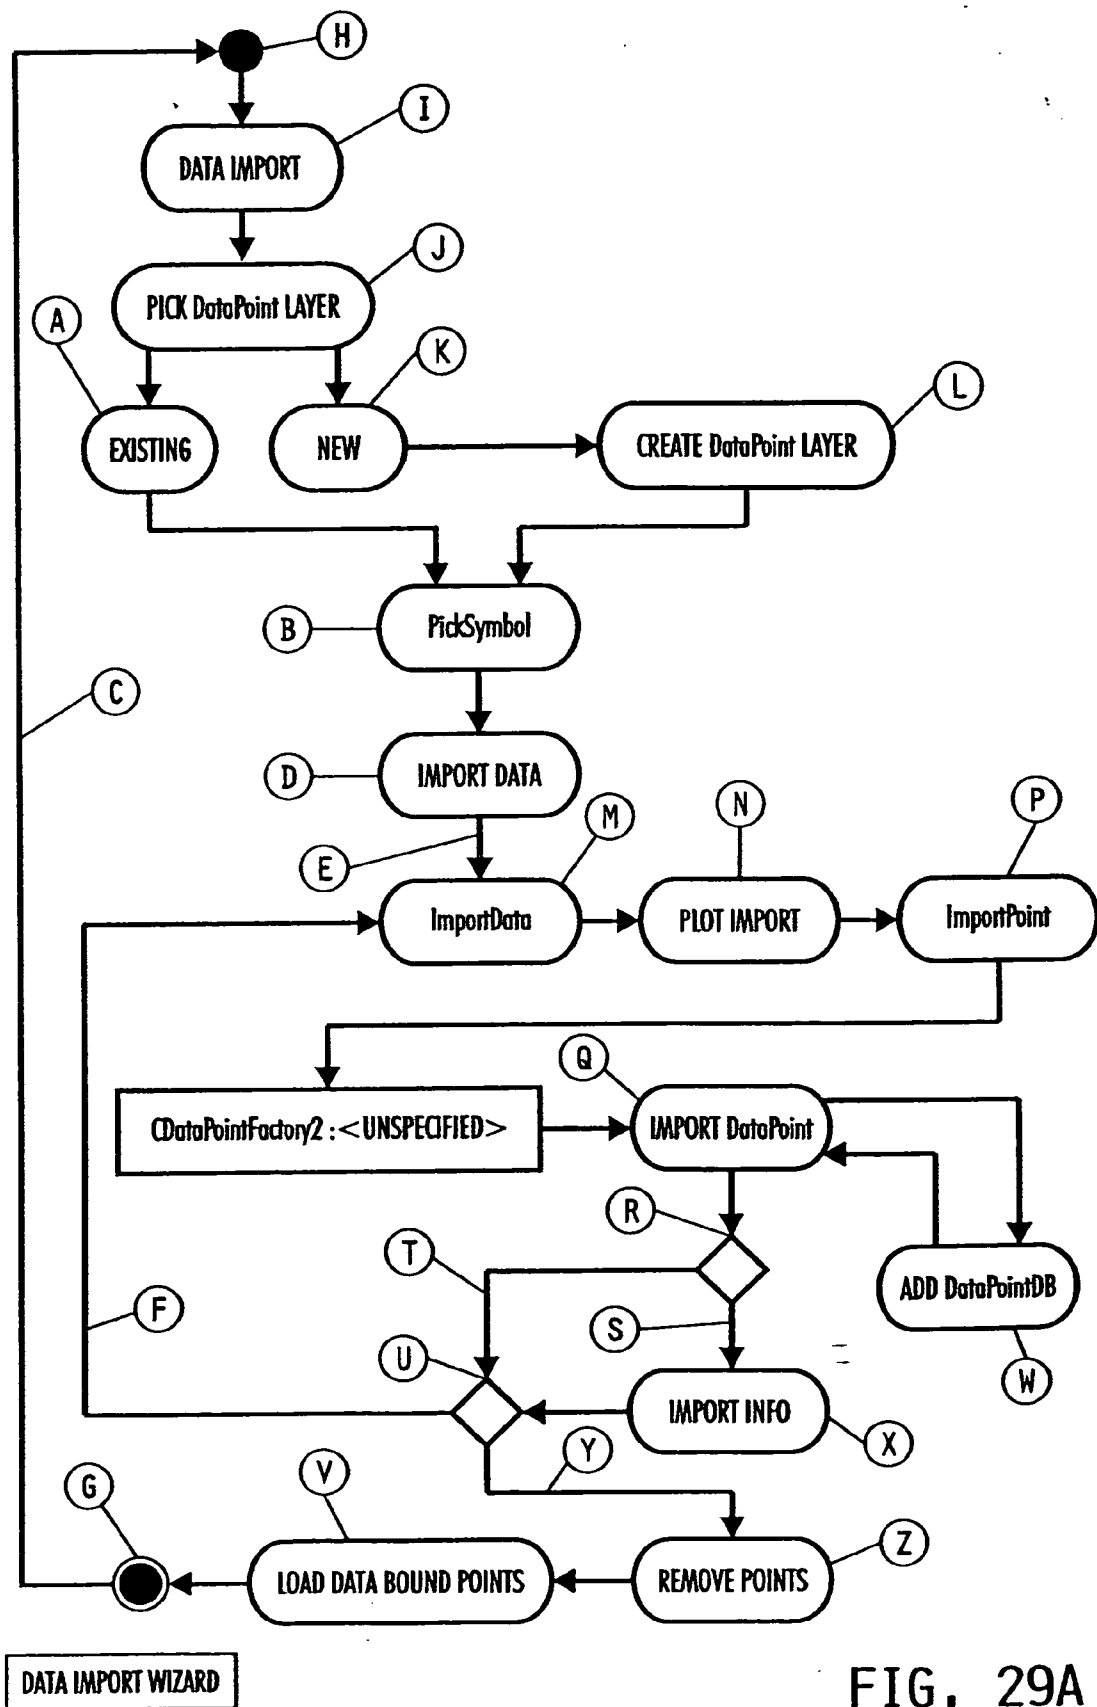 H
I
DATA IMPORT
J
PICK DataPoint LAYER
A
K
L
EXISTING
NEW
CREATE DataPoint LAYER
B
PickSymbol
C
D
IMPORT DATA
N
P
M
E
ImportData
PLOT IMPORT
ImportPoint
Q
CDataPointFactory2:<UNSPECIFIED>
IMPORT DataPoint
R
T
ADD DataPointDB
F
S
U
W
IMPORT INFO
X
Y
V
G
Z
LOAD DATA BOUND POINTS
REMOVE POINTS
DATA IMPORT WIZARD
FIG. 29A